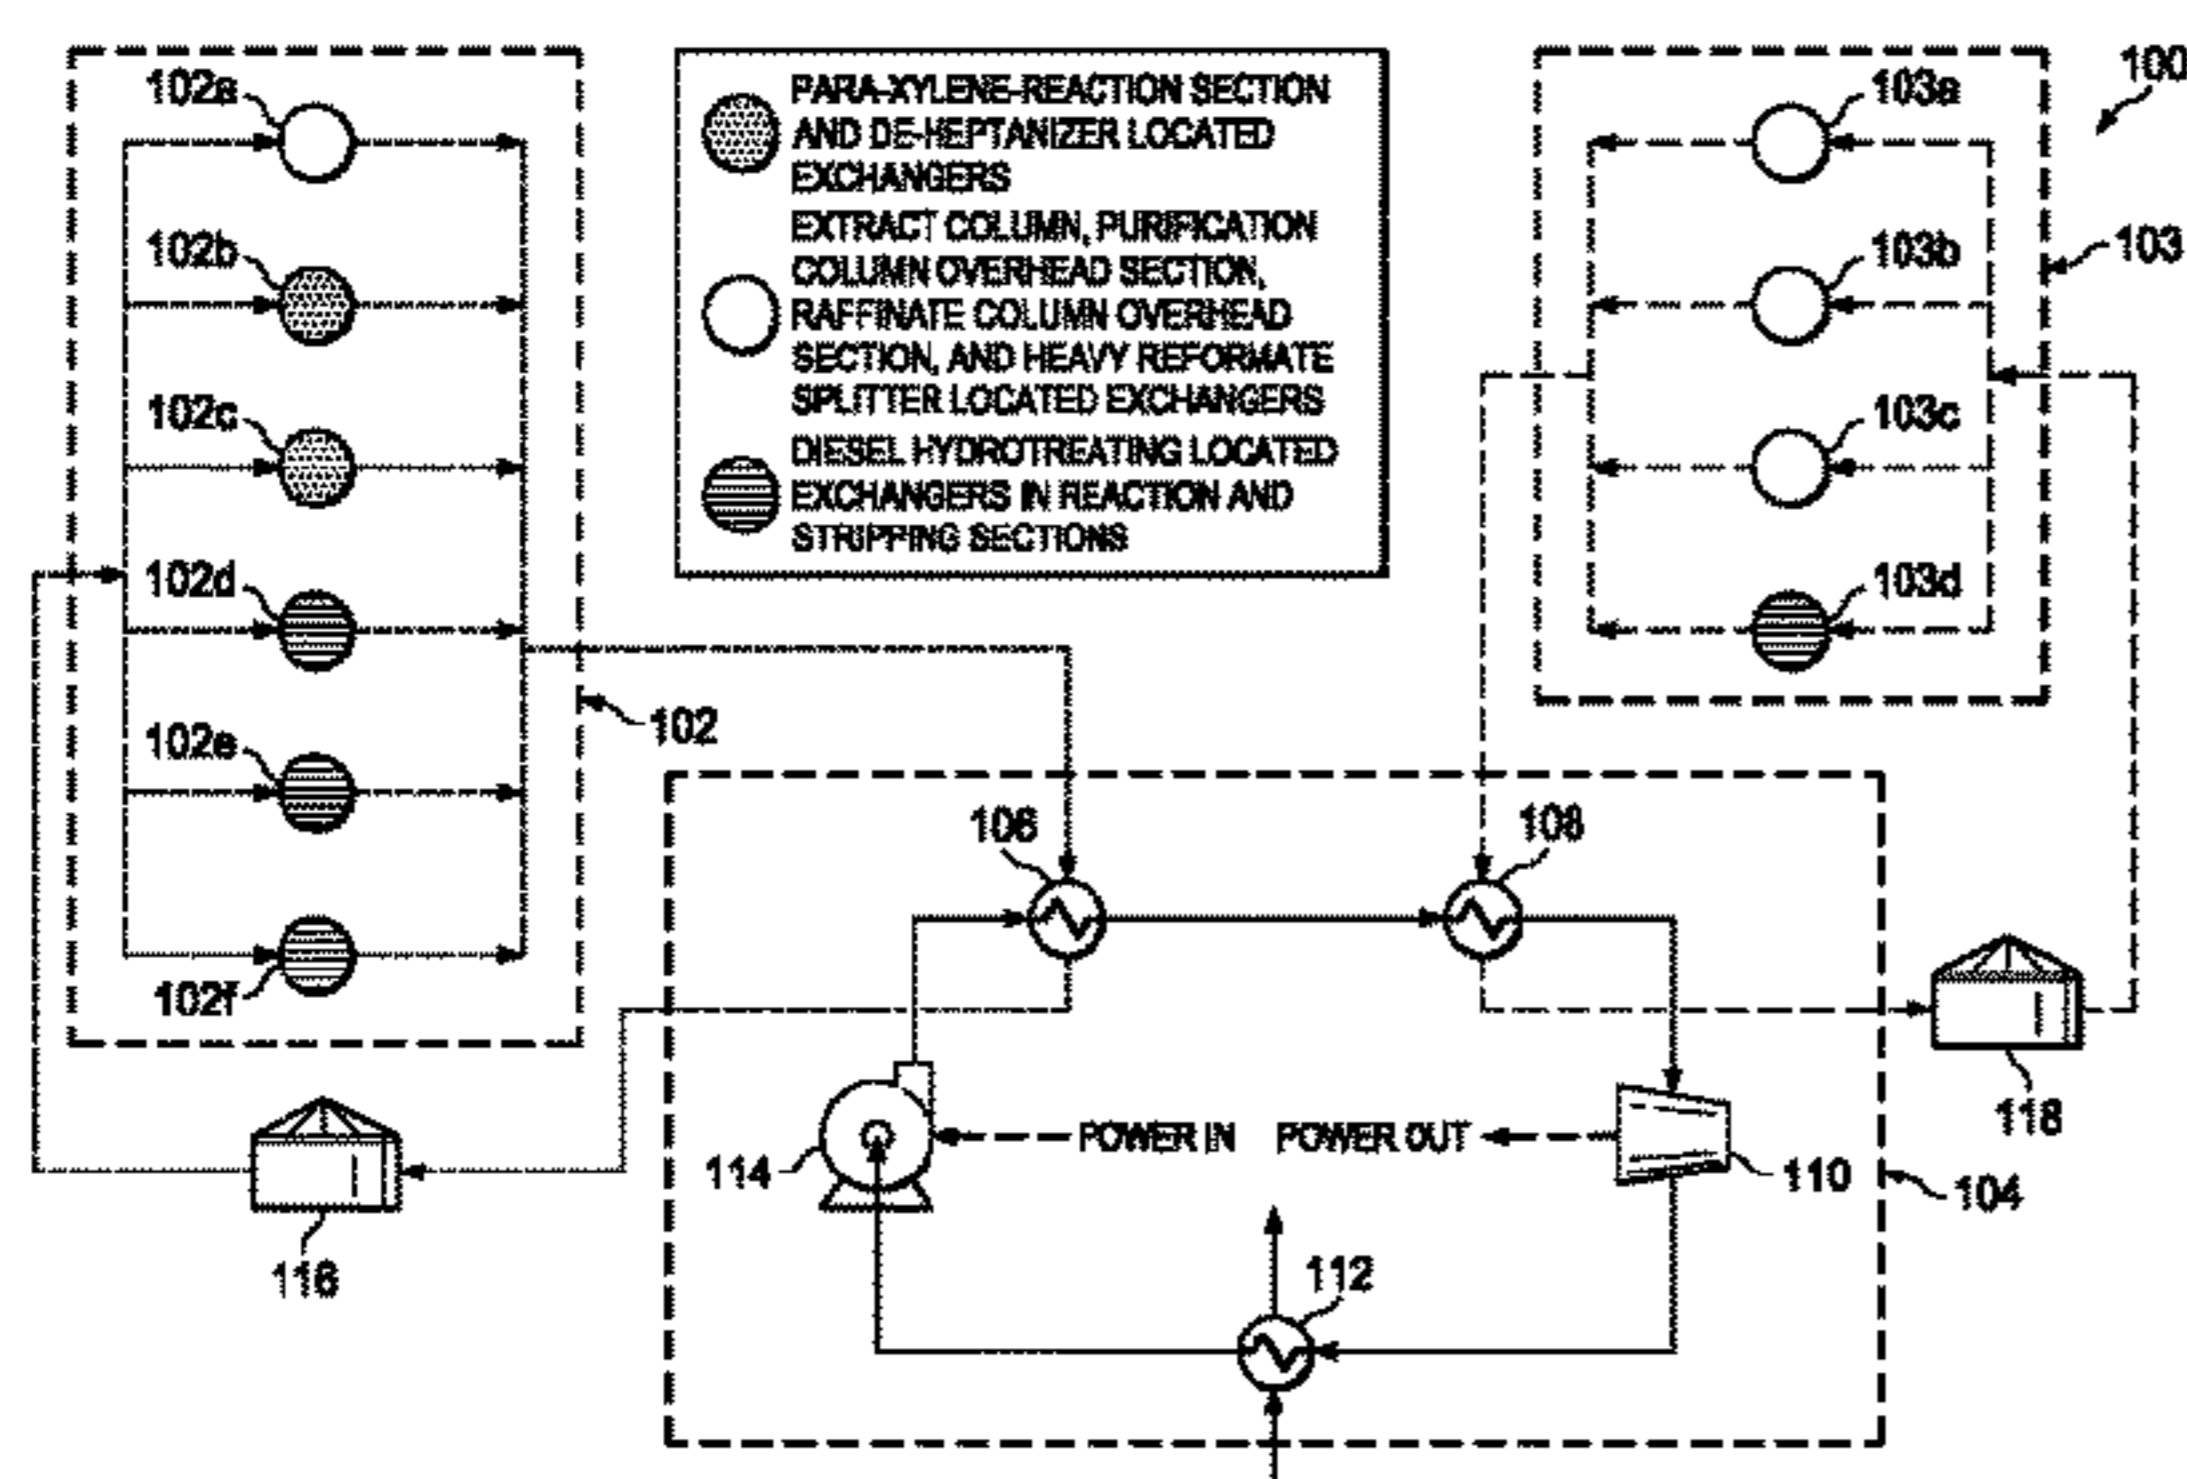 102a
102b
102c
102d
102e
102f
102
PARA-XYLENE-REACTION SECTION
AND DE-HEPTANIZER LOCATED
EXCHANGERS
EXTRACT COLUMN, PURIFICATION
COLUMN OVERHEAD SECTION,
RAFFINATE COLUMN OVERHEAD
SECTION, AND HEAVY REFORMATE
SPLITTER LOCATED EXCHANGERS
DIESEL HYDROTREATING LOCATED
EXCHANGERS IN REACTION AND
STRIPPING SECTIONS
103a
103b
103c
103d
100
103
106
108
114
POWER IN
POWER OUT
110
104
112
116
118